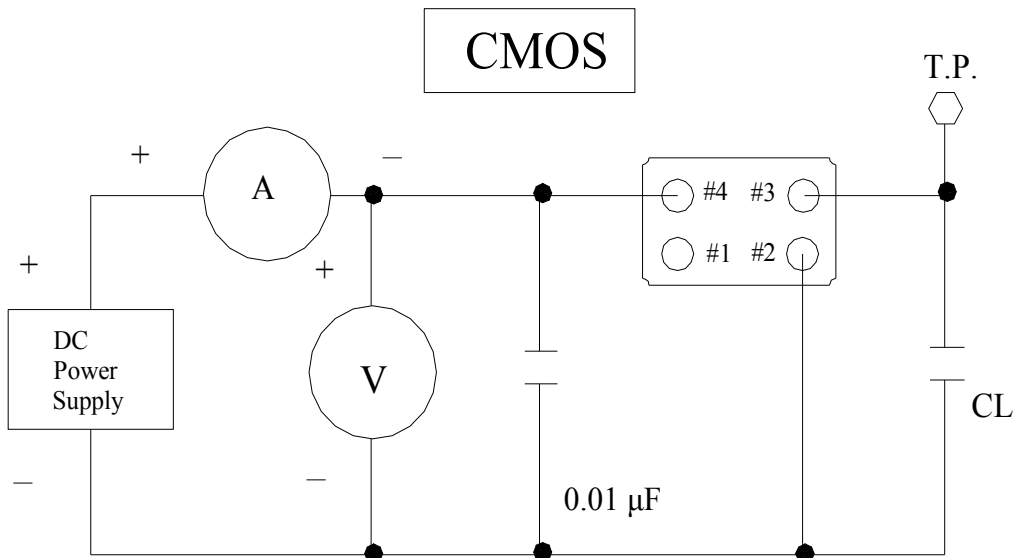 CMOS
T.P.
+
–
A
#4 #3
#1 #2
+
+
DC
Power
Supply
V
CL
–
–
0.01 μF